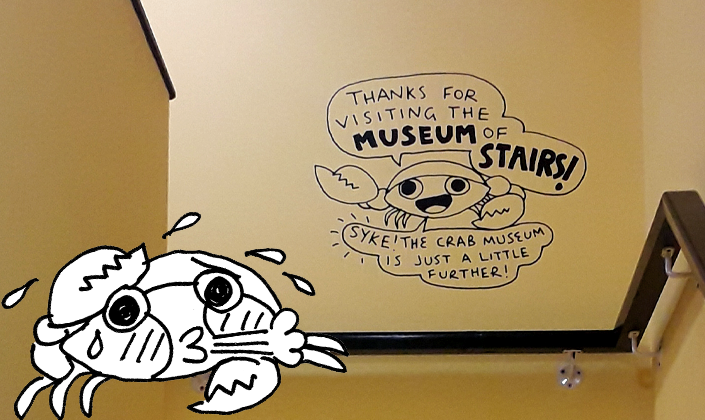 THANKS FOR
VISITING THE
MUSEUM OF
STAIRS!
SYKE! THE CRAB MUSEUM
IS JUST A LITTLE
FURTHER!